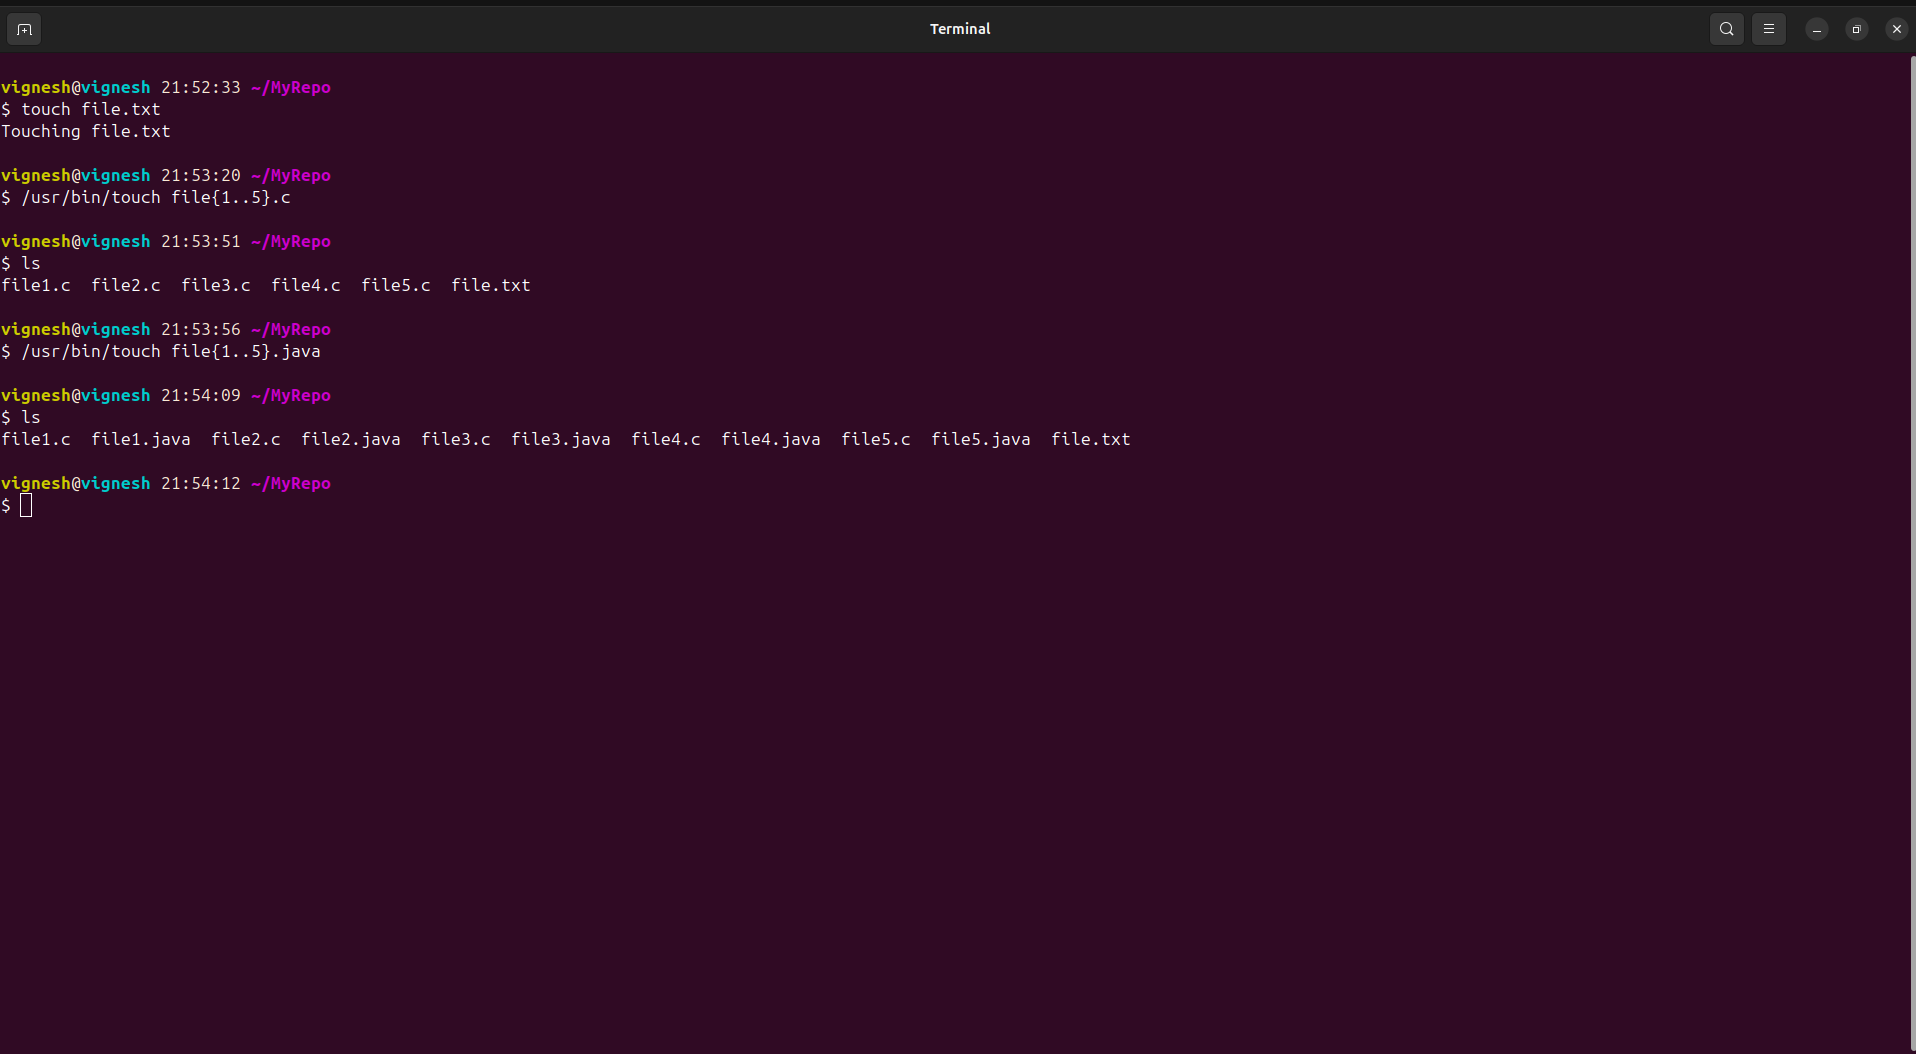 Terminal
vignesh@vignesh 21:52:33 ~/MyRepo
$ touch file.txt
Touching file.txt
vignesh@vignesh 21:53:20 ~/MyRepo
$ /usr/bin/touch file{1..5}.c
vignesh@vignesh 21:53:51 ~/MyRepo
$ ls
file1.c  file2.c  file3.c  file4.c  file5.c  file.txt
vignesh@vignesh 21:53:56 ~/MyRepo
$ /usr/bin/touch file{1..5}.java
vignesh@vignesh 21:54:09 ~/MyRepo
$ ls
file1.c  file1.java  file2.c  file2.java  file3.c  file3.java  file4.c  file4.java  file5.c  file5.java  file.txt
vignesh@vignesh 21:54:12 ~/MyRepo
$